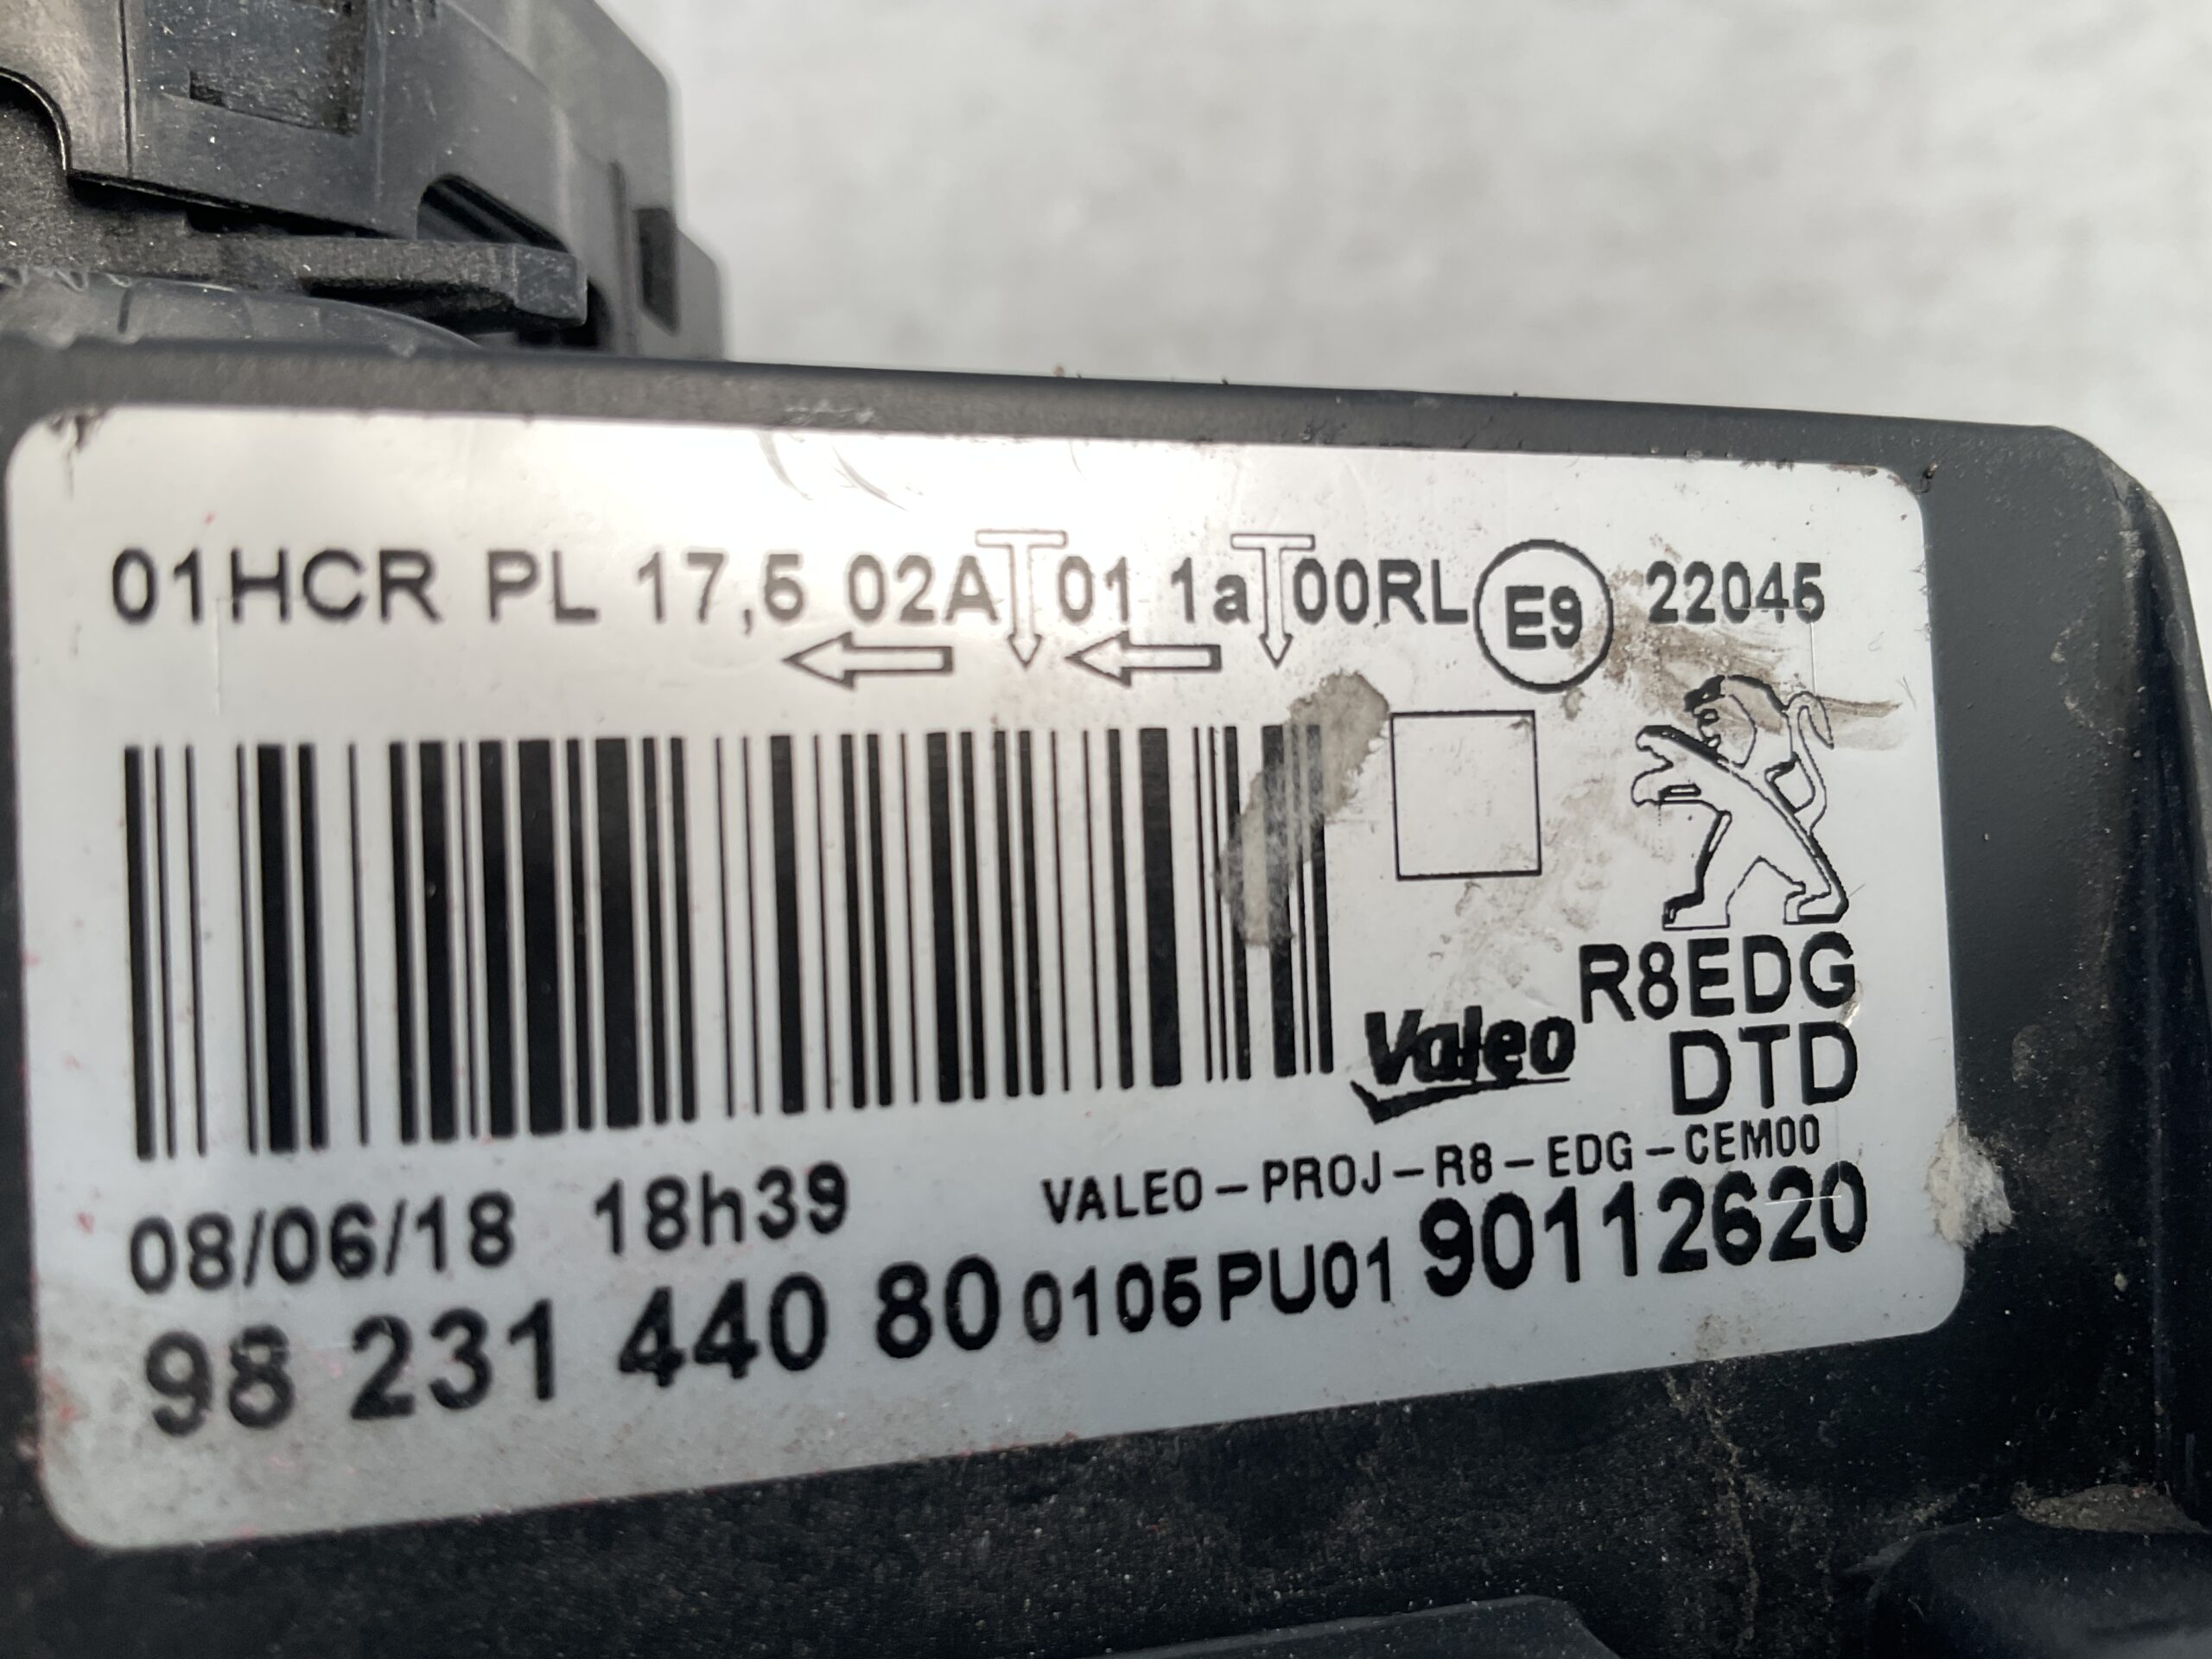 01HCR PL 17,5 02A 01 1a 00RL E9 22045
R8EDG
Valeo DTD
VALEO-PROJ-R8-EDG-CEM00
08/06/18 18h39
98 231 440 80 0105PU01 90112620